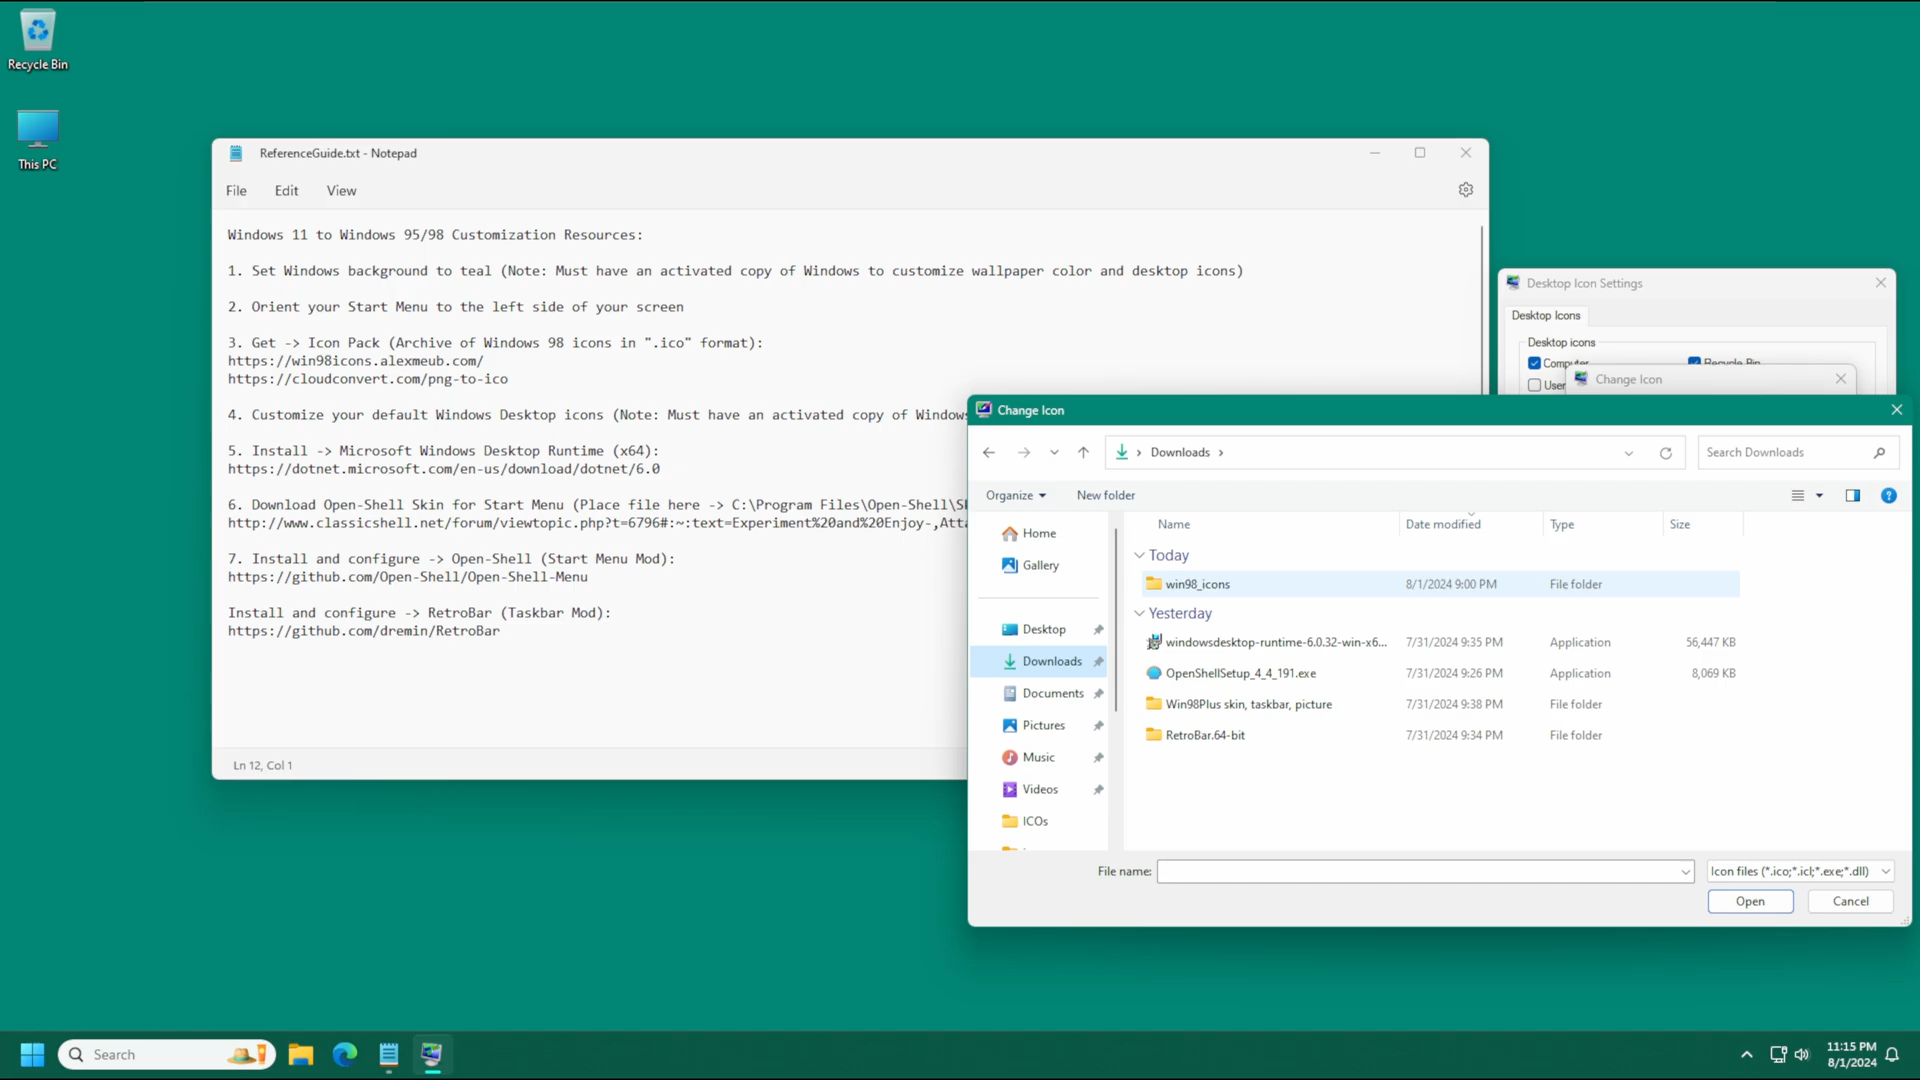 Recycle Bin
This PC
ReferenceGuide.txt - Notepad
File Edit View
Windows 11 to Windows 95/98 Customization Resources:
1. Set Windows background to teal (Note: Must have an activated copy of Windows to customize wallpaper color and desktop icons)
2. Orient your Start Menu to the left side of your screen
3. Get -> Icon Pack (Archive of Windows 98 icons in ".ico" format):
https://win98icons.alexmeub.com/
https://cloudconvert.com/png-to-ico
4. Customize your default Windows Desktop icons (Note: Must have an activated copy of Window
5. Install -> Microsoft Windows Desktop Runtime (x64):
https://dotnet.microsoft.com/en-us/download/dotnet/6.0
6. Download Open-Shell Skin for Start Menu (Place file here -> C:\Program Files\Open-Shell\S
http://www.classicshell.net/forum/viewtopic.php?t=6796#:~:text=Experiment%20and%20Enjoy-,Atta
7. Install and configure -> Open-Shell (Start Menu Mod):
https://github.com/Open-Shell/Open-Shell-Menu
Install and configure -> RetroBar (Taskbar Mod):
https://github.com/dremin/RetroBar
Ln 12, Col 1
Desktop Icon Settings
Desktop Icons
Desktop icons
Computer Recycle Bin
User
Change Icon
Change Icon
Downloads
Search Downloads
Organize
New folder
Home
Gallery
Desktop
Downloads
Documents
Pictures
Music
Videos
ICOs
Name Date modified Type Size
Today
win98_icons 8/1/2024 9:00 PM File folder
Yesterday
windowsdesktop-runtime-6.0.32-win-x6... 7/31/2024 9:35 PM Application 56,447 KB
OpenShellSetup_4_4_191.exe 7/31/2024 9:26 PM Application 8,069 KB
Win98Plus skin, taskbar, picture 7/31/2024 9:38 PM File folder
RetroBar.64-bit 7/31/2024 9:34 PM File folder
File name:
Icon files (*.ico;*.icl;*.exe;*.dll)
Open Cancel
Search
11:15 PM
8/1/2024